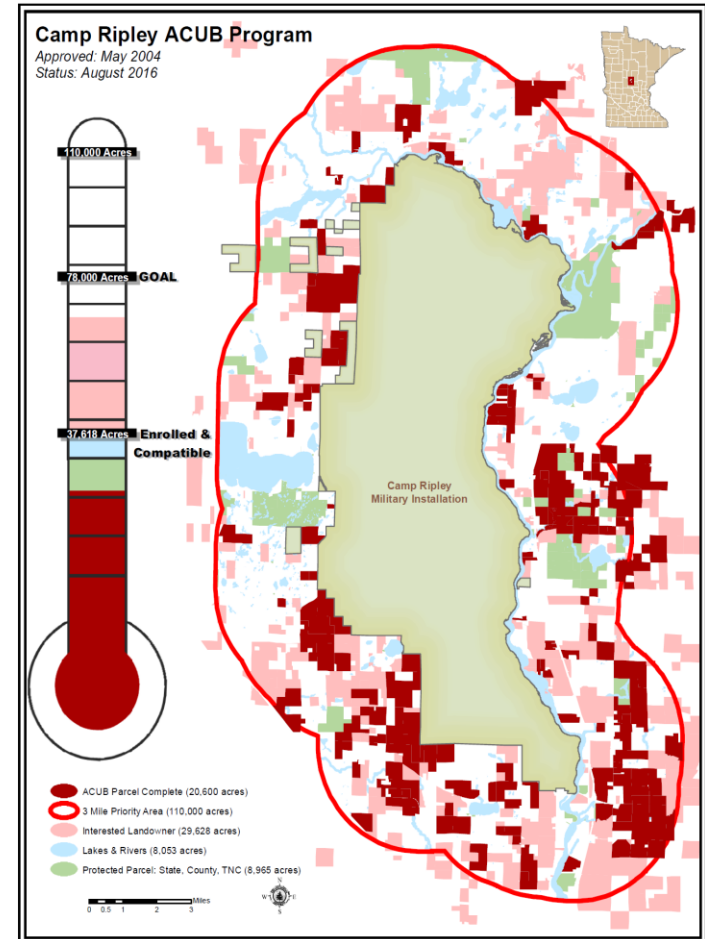 Camp Ripley ACUB Program
Approved: May 2004
Status: August 2016
110,000 Acres
78,000 Acres GOAL
37,618 Acres Enrolled &
Compatible
Camp Ripley
Military Installation
ACUB Parcel Complete (20,600 acres)
3 Mile Priority Area (110,000 acres)
Interested Landowner (29,628 acres)
Lakes & Rivers (8,053 acres)
Protected Parcel: State, County, TNC (8,965 acres)
0 0.5 1 2 3 Miles
N
W E
S